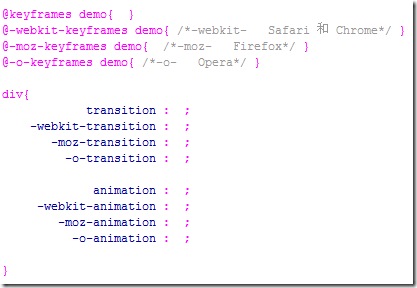 @keyframes demo{  }
@-webkit-keyframes demo{ /*-webkit-   Safari 和 Chrome*/ }
@-moz-keyframes demo{  /*-moz-   Firefox*/ }
@-o-keyframes demo{ /*-o-   Opera*/ }
div{
transition :  ;
-webkit-transition :  ;
-moz-transition :  ;
-o-transition :  ;
animation :  ;
-webkit-animation :  ;
-moz-animation :  ;
-o-animation :  ;
}